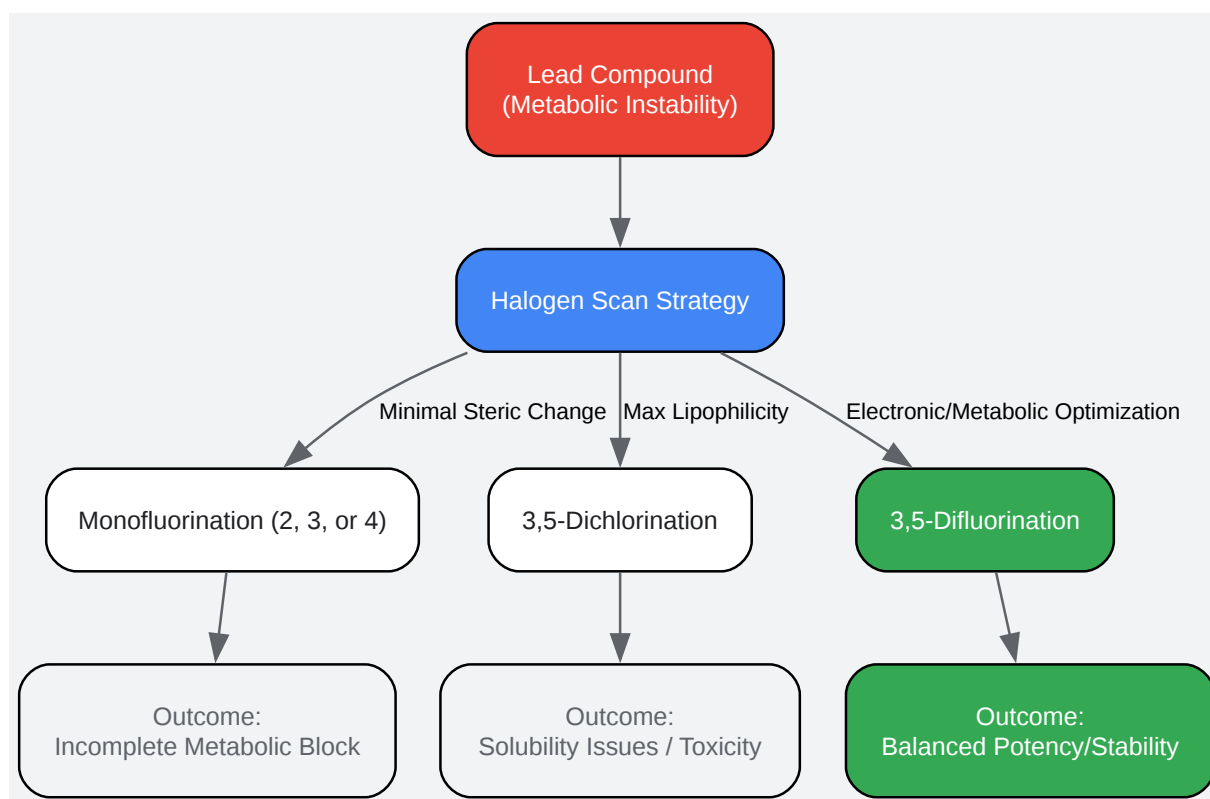 Lead Compound
(Metabolic Instability)
Halogen Scan Strategy
Minimal Steric Change
Max Lipophilicity
Electronic/Metabolic Optimization
Monofluorination (2, 3, or 4)
3,5-Dichlorination
3,5-Difluorination
Outcome:
Incomplete Metabolic Block
Outcome:
Solubility Issues / Toxicity
Outcome:
Balanced Potency/Stability